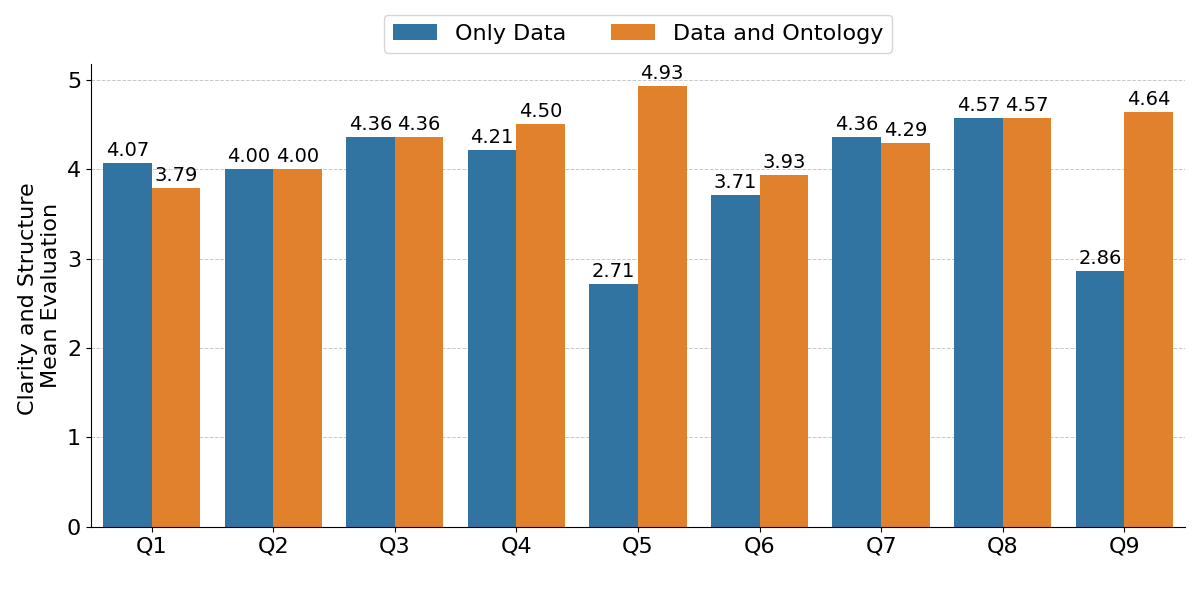 Only Data
Data and Ontology
Clarity and Structure
Mean Evaluation
5
4
3
2
1
0
4.07
3.79
4.00
4.00
4.36
4.36
4.21
4.50
2.71
4.93
3.71
3.93
4.36
4.29
4.57
4.57
2.86
4.64
Q1
Q2
Q3
Q4
Q5
Q6
Q7
Q8
Q9